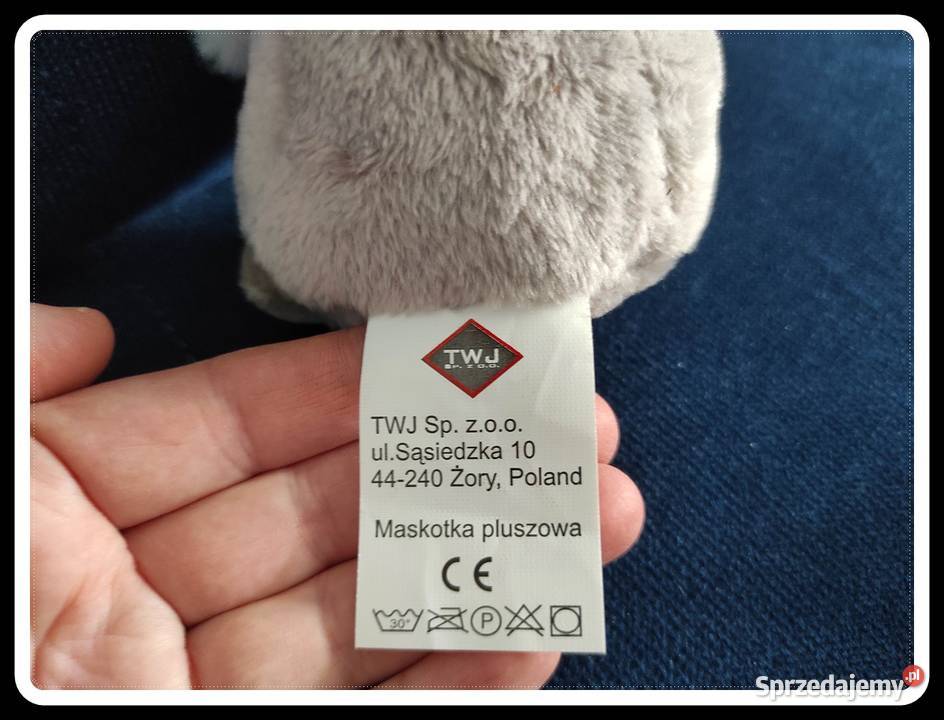 TWJ
SP. Z O.O.
TWJ Sp. z.o.o.
ul.Sąsiedzka 10
44-240 Żory, Poland
Maskotka pluszowa
CE
30°
P
Sprzedajemy.pl